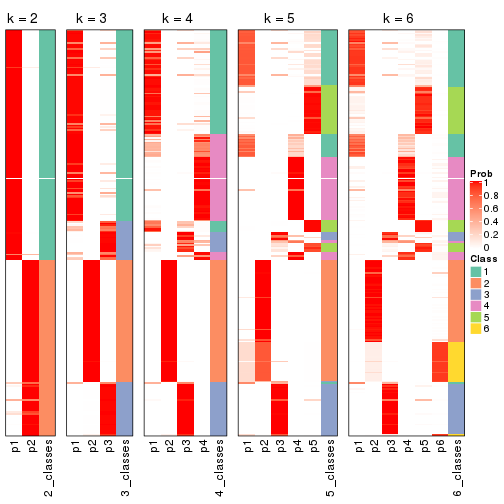 k = 2
k = 3
k = 4
k = 5
k = 6
Prob
1
0.8
0.6
0.4
0.2
0
Class
1
2
3
4
5
6
p1
p2
2_classes
p1
p2
p3
3_classes
p1
p2
p3
p4
4_classes
p1
p2
p3
p4
p5
5_classes
p1
p2
p3
p4
p5
p6
6_classes